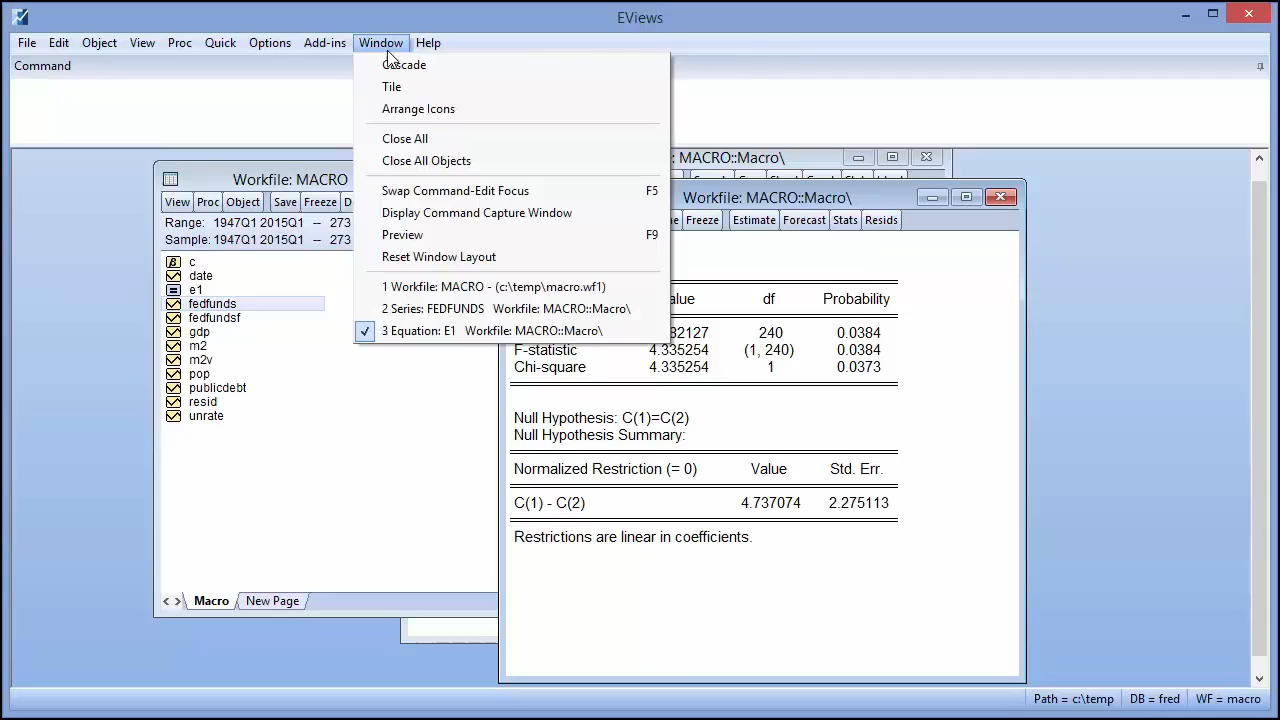 EViews
File Edit Object View Proc Quick Options Add-ins Window Help
Command
Cascade
Tile
Arrange Icons
Close All
Close All Objects
Swap Command-Edit Focus F5
Display Command Capture Window
Preview F9
Reset Window Layout
1 Workfile: MACRO - (c:\temp\macro.wf1)
2 Series: FEDFUNDS Workfile: MACRO::Macro\
3 Equation: E1 Workfile: MACRO::Macro\
: MACRO::Macro\
Workfile: MACRO
View Proc Object Save Freeze
Range: 1947Q1 2015Q1 -- 273
Sample: 1947Q1 2015Q1 -- 273
c
date
e1
fedfunds
fedfundsf
gdp
m2
m2v
pop
publicdebt
resid
unrate
Macro New Page
Workfile: MACRO::Macro\
Freeze Estimate Forecast Stats Resids
alue df Probability
82127 240 0.0384
F-statistic 4.335254 (1, 240) 0.0384
Chi-square 4.335254 1 0.0373
Null Hypothesis: C(1)=C(2)
Null Hypothesis Summary:
Normalized Restriction (= 0) Value Std. Err.
C(1) - C(2) 4.737074 2.275113
Restrictions are linear in coefficients.
Path = c:\temp DB = fred WF = macro